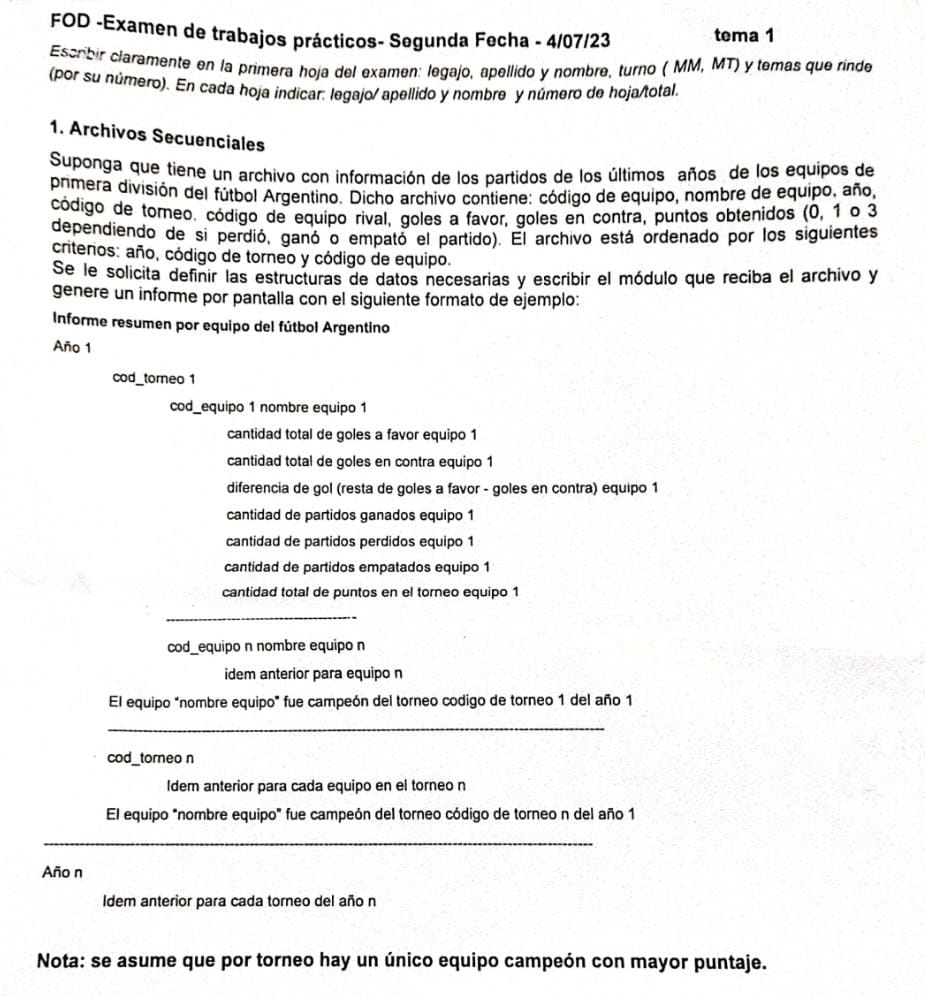 FOD -Examen de trabajos prácticos- Segunda Fecha - 4/07/23 tema 1
Escribir claramente en la primera hoja del examen: legajo, apellido y nombre, turno ( MM, MT) y temas que rinde
(por su número). En cada hoja indicar: legajo/ apellido y nombre y número de hoja/total.
1. Archivos Secuenciales
Suponga que tiene un archivo con información de los partidos de los últimos años de los equipos de
primera división del fútbol Argentino. Dicho archivo contiene: código de equipo, nombre de equipo, año,
código de torneo, código de equipo rival, goles a favor, goles en contra, puntos obtenidos (0, 1 o 3
dependiendo de si perdió, ganó o empató el partido). El archivo está ordenado por los siguientes
criterios: año, código de torneo y código de equipo.
Se le solicita definir las estructuras de datos necesarias y escribir el módulo que reciba el archivo y
genere un informe por pantalla con el siguiente formato de ejemplo:
Informe resumen por equipo del fútbol Argentino
Año 1
cod_torneo 1
cod_equipo 1 nombre equipo 1
cantidad total de goles a favor equipo 1
cantidad total de goles en contra equipo 1
diferencia de gol (resta de goles a favor - goles en contra) equipo 1
cantidad de partidos ganados equipo 1
cantidad de partidos perdidos equipo 1
cantidad de partidos empatados equipo 1
cantidad total de puntos en el torneo equipo 1
----------------------------------------
cod_equipo n nombre equipo n
idem anterior para equipo n
El equipo "nombre equipo" fue campeón del torneo codigo de torneo 1 del año 1
----------------------------------------
cod_torneo n
Idem anterior para cada equipo en el torneo n
El equipo "nombre equipo" fue campeón del torneo código de torneo n del año 1
----------------------------------------
Año n
Idem anterior para cada torneo del año n
Nota: se asume que por torneo hay un único equipo campeón con mayor puntaje.